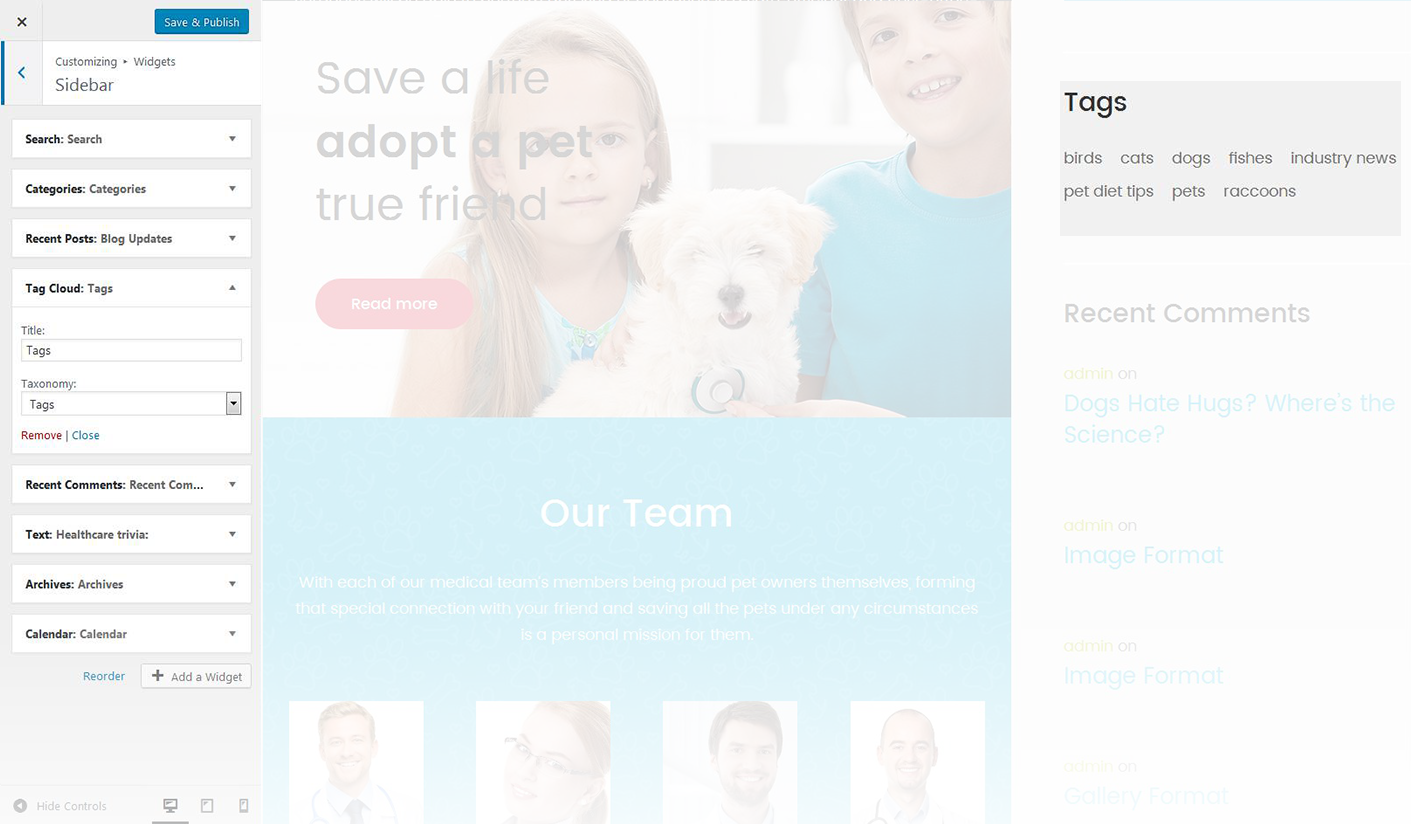 Save & Publish
Customizing ▸ Widgets
Sidebar
Search: Search
Categories: Categories
Recent Posts: Blog Updates
Tag Cloud: Tags
Title:
Tags
Taxonomy:
Tags
Remove | Close
Recent Comments: Recent Com...
Text: Healthcare trivia:
Archives: Archives
Calendar: Calendar
Reorder
Add a Widget
Hide Controls
Save a life
adopt a pet
true friend
Read more
Our Team
With each of our medical team's members being proud pet owners themselves, forming
that special connection with your friend and saving all the pets under any circumstances
is a personal mission for them.
Tags
birds cats dogs fishes industry news
pet diet tips pets raccoons
Recent Comments
admin on
Dogs Hate Hugs? Where's the
Science?
admin on
Image Format
admin on
Image Format
admin on
Gallery Format